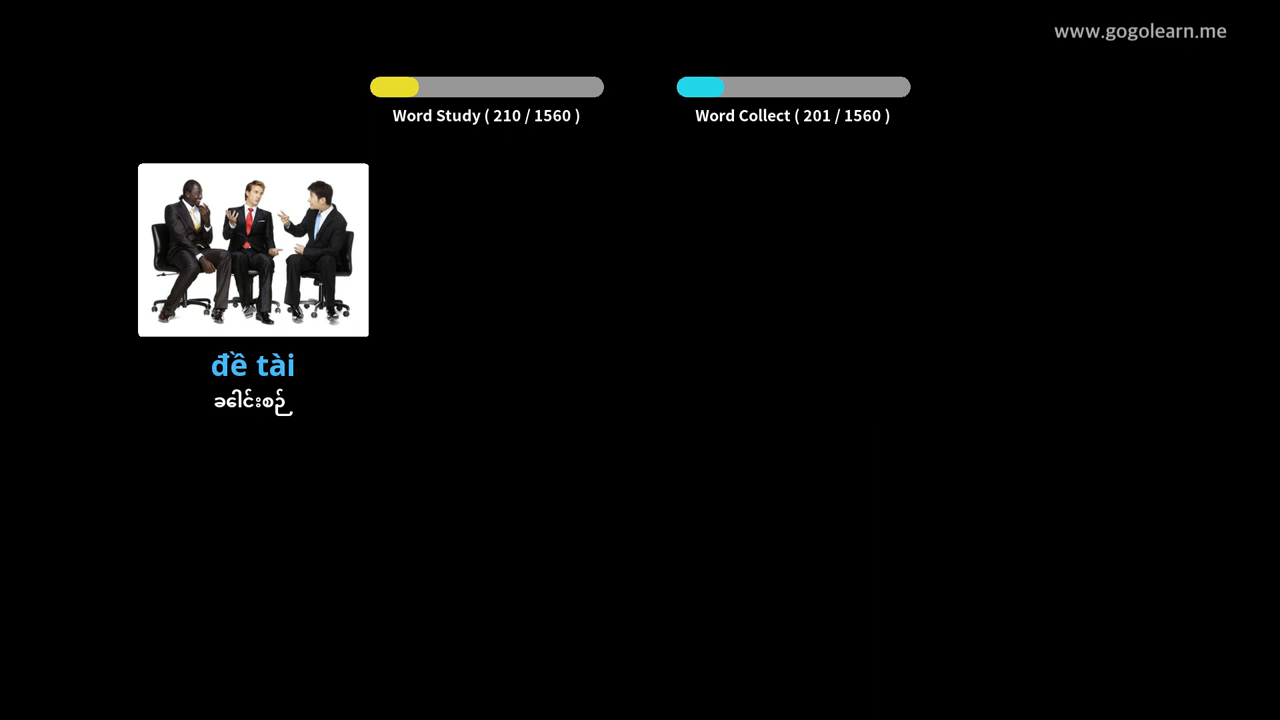 www.gogolearn.me
Word Study ( 210 / 1560 )
Word Collect ( 201 / 1560 )
đề tài
ခေါင်းစဉ်